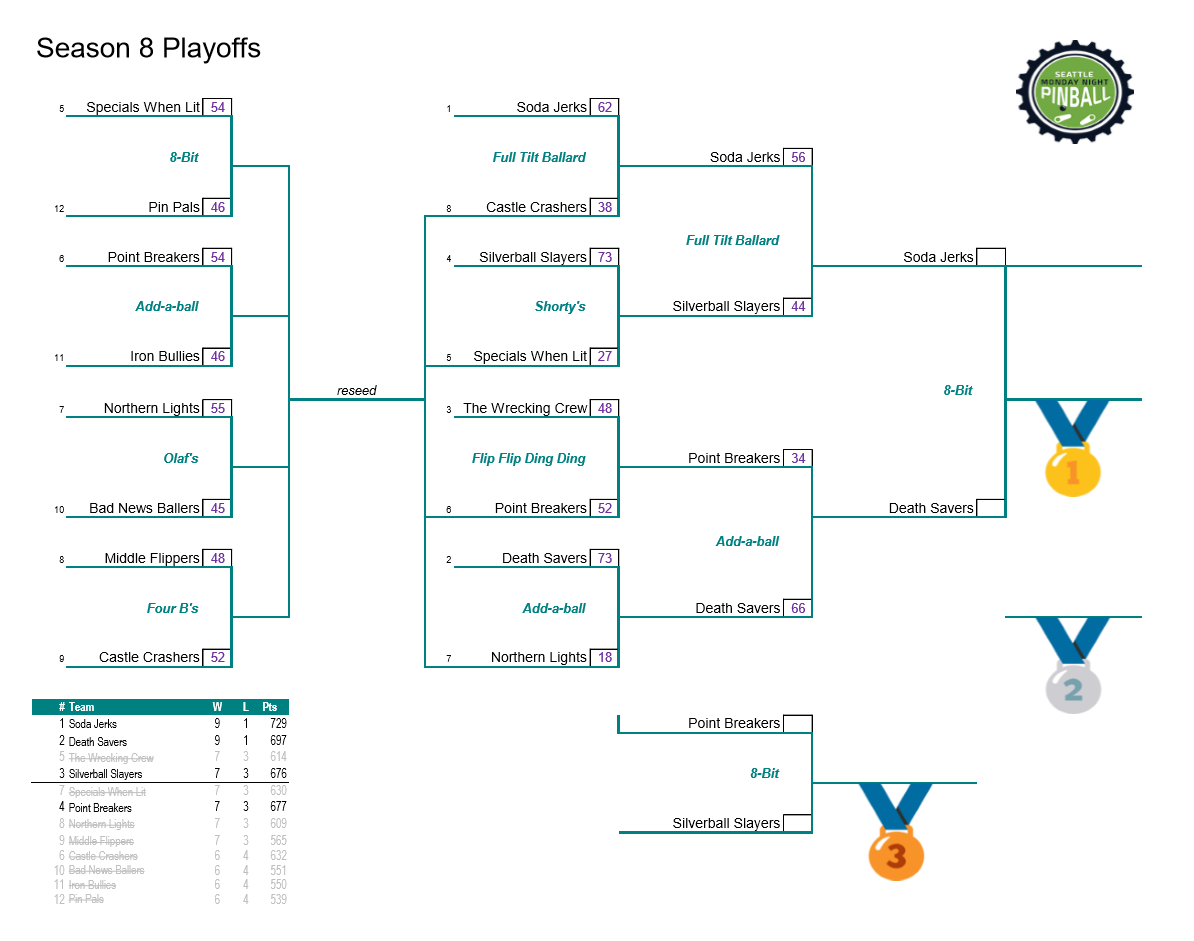 Season 8 Playoffs
SEATTLE
MONDAY NIGHT
PINBALL
5 Specials When Lit 54
8-Bit
12 Pin Pals 46
6 Point Breakers 54
Add-a-ball
11 Iron Bullies 46
7 Northern Lights 55
Olaf's
10 Bad News Ballers 45
8 Middle Flippers 48
Four B's
9 Castle Crashers 52
reseed
1 Soda Jerks 62
Full Tilt Ballard
8 Castle Crashers 38
4 Silverball Slayers 73
Shorty's
5 Specials When Lit 27
3 The Wrecking Crew 48
Flip Flip Ding Ding
6 Point Breakers 52
2 Death Savers 73
Add-a-ball
7 Northern Lights 18
Soda Jerks 56
Full Tilt Ballard
Silverball Slayers 44
Point Breakers 34
Add-a-ball
Death Savers 66
Soda Jerks
8-Bit
Death Savers
1
2
Point Breakers
8-Bit
Silverball Slayers
3
# Team W L Pts
1 Soda Jerks 9 1 729
2 Death Savers 9 1 697
5 The Wrecking Crew 7 3 614
3 Silverball Slayers 7 3 676
7 Specials When Lit 7 3 630
4 Point Breakers 7 3 677
8 Northern Lights 7 3 609
9 Middle Flippers 7 3 565
6 Castle Crashers 6 4 632
10 Bad News Ballers 6 4 551
11 Iron Bullies 6 4 550
12 Pin Pals 6 4 539